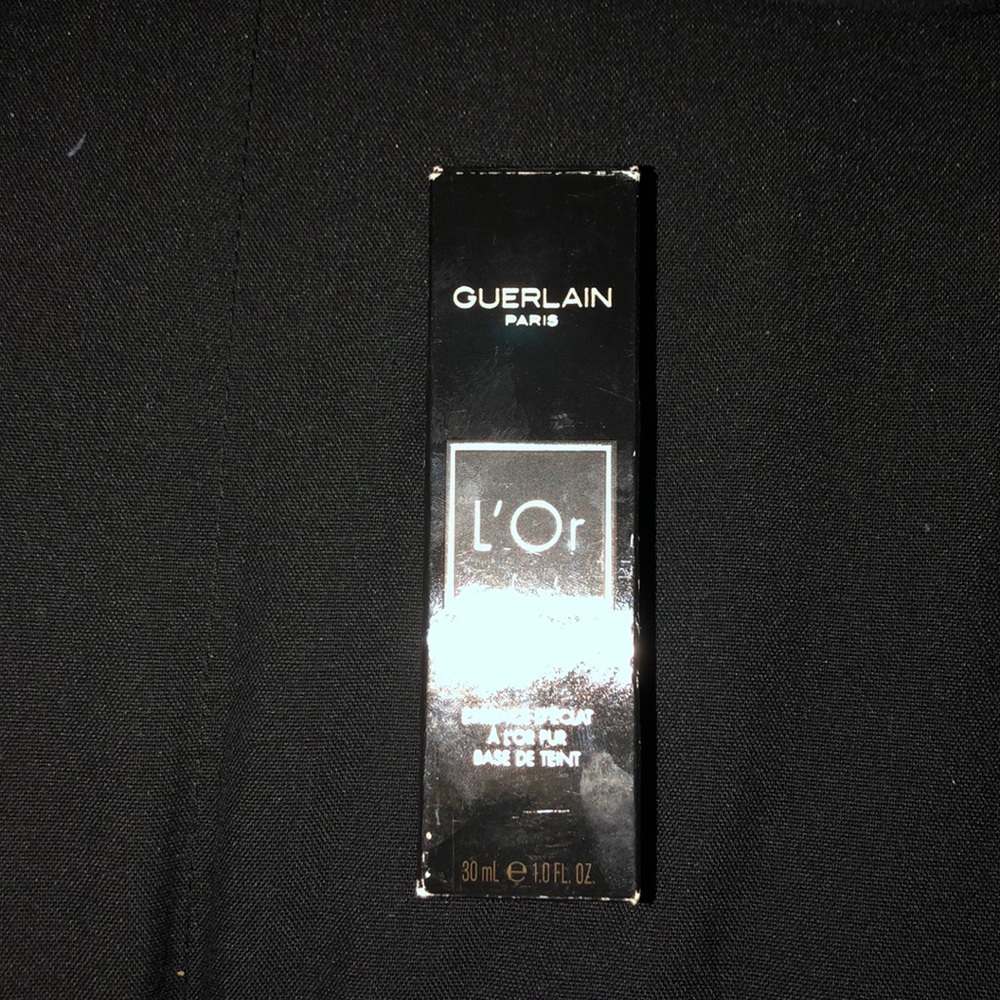 GUERLAIN
PARIS
L'Or
D'ÉCLAT
À L'OR PUR
BASE DE TEINT
30 mL ℮ 1.0 FL. OZ.